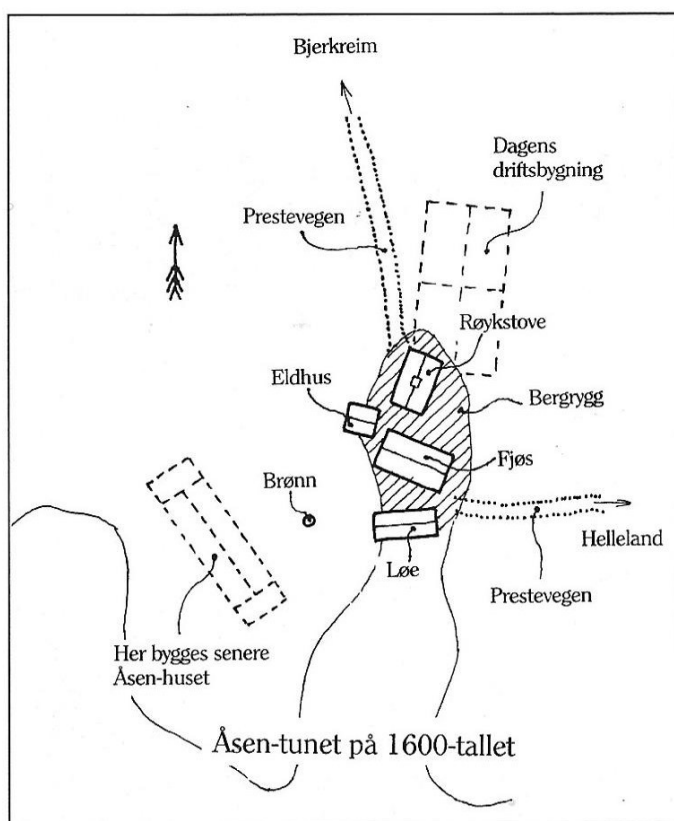 Bjerkreim
Dagens
driftsbygning
Prestevegen
Røykstove
Eldhus
Bergrygg
Fjøs
Brønn
Helleland
Løe
Prestevegen
Her bygges senere
Åsen-huset
Åsen-tunet på 1600-tallet